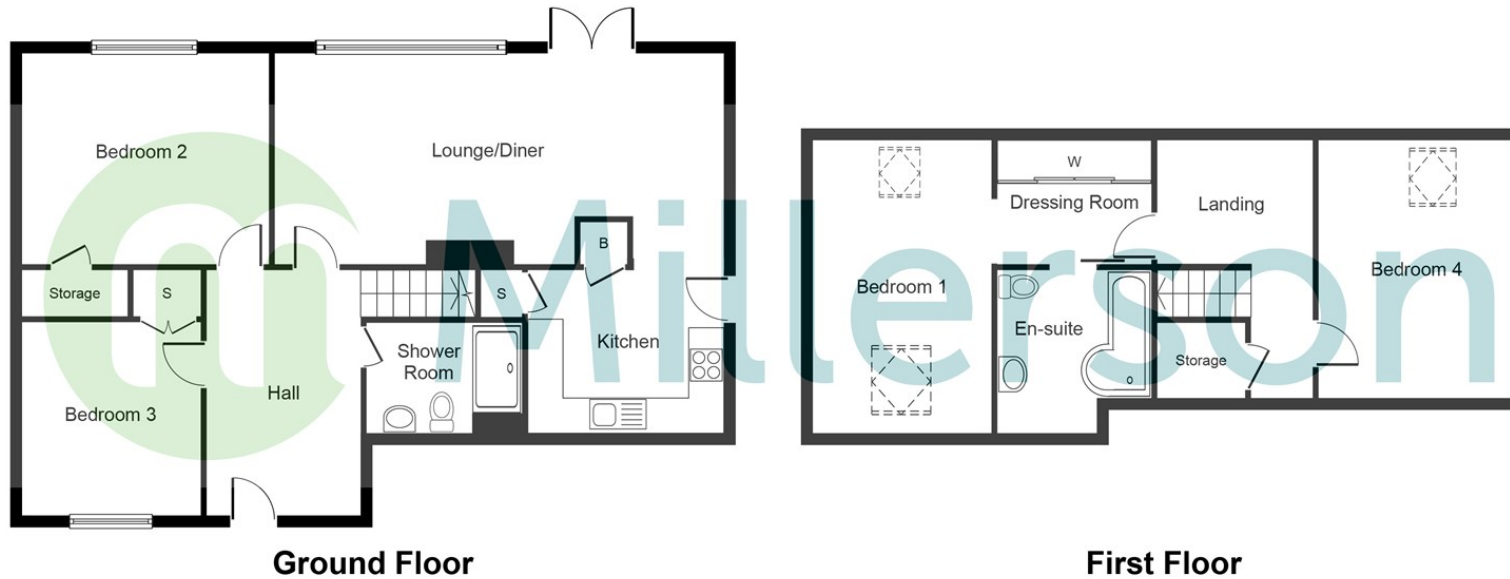 Bedroom 2
Lounge/Diner
B
Storage
S
S
Kitchen
Shower
Room
Hall
Bedroom 3
Ground Floor
W
Dressing Room
Landing
Bedroom 1
Bedroom 4
En-suite
Storage
First Floor
m Millerson